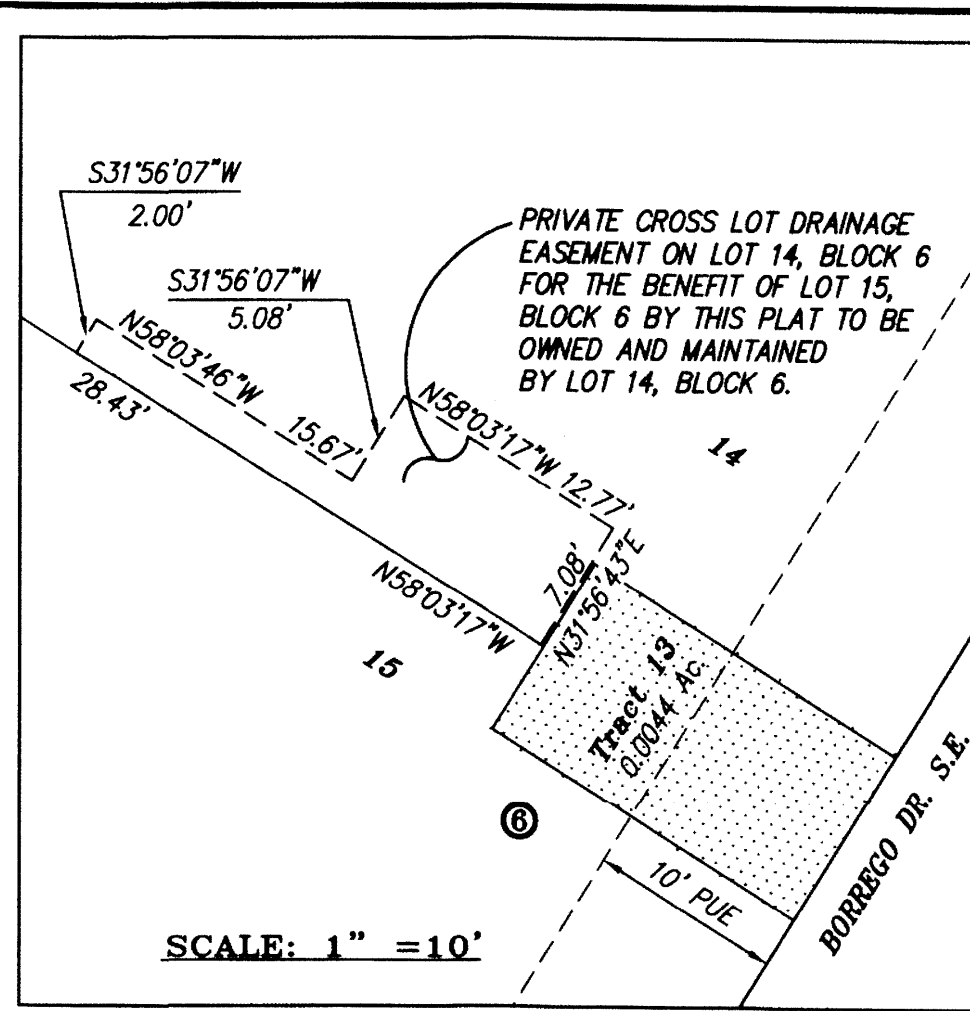 S31°56'07"W
2.00'
S31°56'07"W
5.08'
PRIVATE CROSS LOT DRAINAGE
EASEMENT ON LOT 14, BLOCK 6
FOR THE BENEFIT OF LOT 15,
BLOCK 6 BY THIS PLAT TO BE
OWNED AND MAINTAINED
BY LOT 14, BLOCK 6.
N58°03'46"W 15.67'
28.43'
N58°03'17"W 12.77'
14
7.08'
N31°56'43"E
N58°03'17"W
15
Tract 13
0.0044 AC.
6
10' PUE
BORREGO DR. S.E.
SCALE: 1" =10'